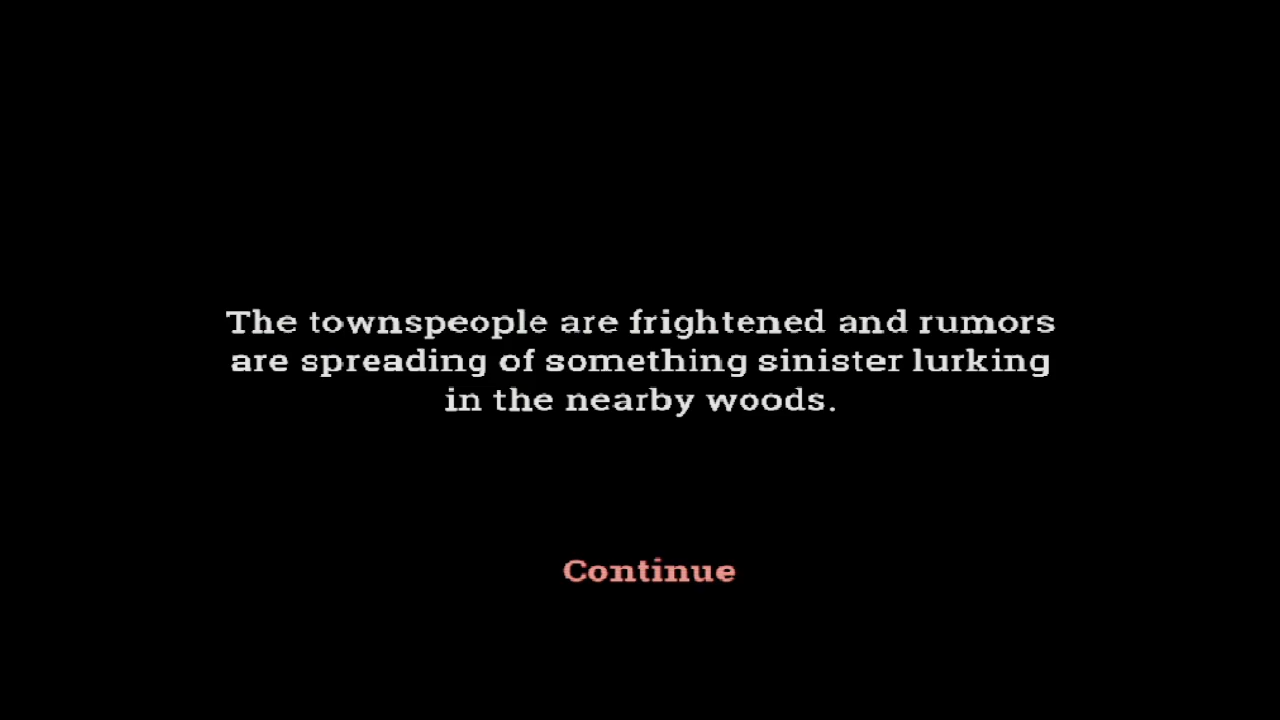 The townspeople are frightened and rumors
are spreading of something sinister lurking
in the nearby woods.
Continue